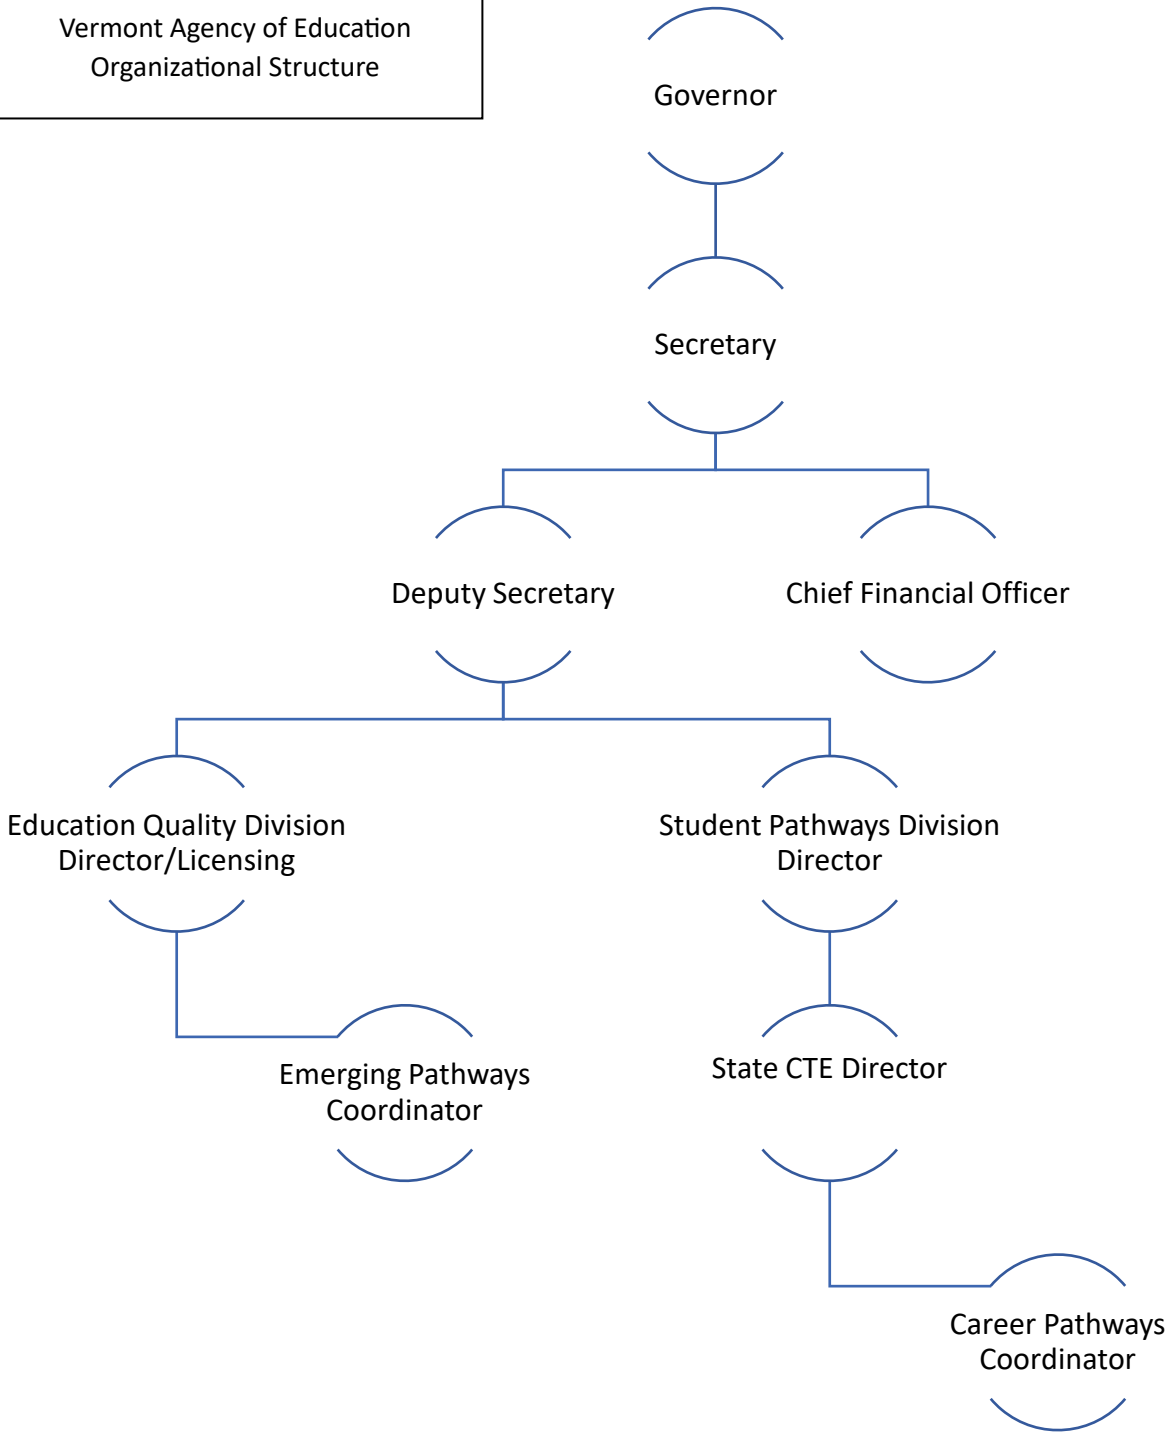 Vermont Agency of Education
Organizational Structure
Governor
Secretary
Deputy Secretary
Chief Financial Officer
Education Quality Division
Director/Licensing
Student Pathways Division
Director
Emerging Pathways
Coordinator
State CTE Director
Career Pathways
Coordinator